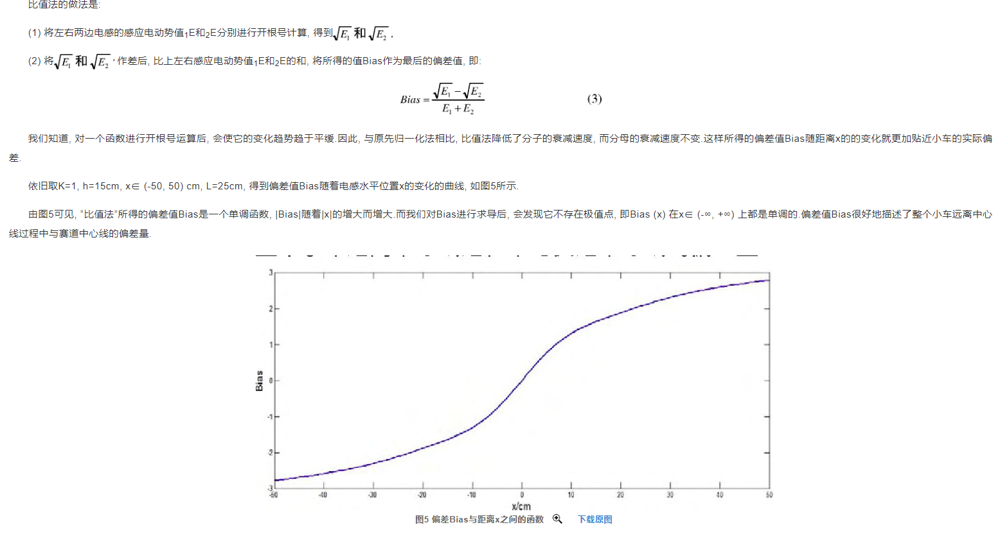 比值法的做法是:
(1) 将左右两边电感的感应电动势值₁E和₂E分别进行开根号计算, 得到√E₁ 和 √E₂ .
(2) 将√E₁ 和 √E₂ ·作差后, 比上左右感应电动势值₁E和₂E的和, 将所得的值Bias作为最后的偏差值, 即:
Bias = (√E₁ − √E₂) / (E₁ + E₂) (3)
我们知道, 对一个函数进行开根号运算后, 会使它的变化趋势趋于平缓.因此, 与原先归一化法相比, 比值法降低了分子的衰减速度, 而分母的衰减速度不变.这样所得的偏差值Bias随距离x的的变化就更加贴近小车的实际偏
差.
依旧取K=1, h=15cm, x∈ (-50, 50) cm, L=25cm, 得到偏差值Bias随着电感水平位置x的变化的曲线, 如图5所示.
由图5可见, “比值法”所得的偏差值Bias是一个单调函数, |Bias|随着|x|的增大而增大.而我们对Bias进行求导后, 会发现它不存在极值点, 即Bias (x) 在x∈ (-∞, +∞) 上都是单调的.偏差值Bias很好地描述了整个小车远离中心
线过程中与赛道中心线的偏差量.
3
2
1
0
-1
-2
-3
Bias
-50 -40 -30 -20 -10 0 10 20 30 40 50
x/cm
图5 偏差Bias与距离x之间的函数 下载原图